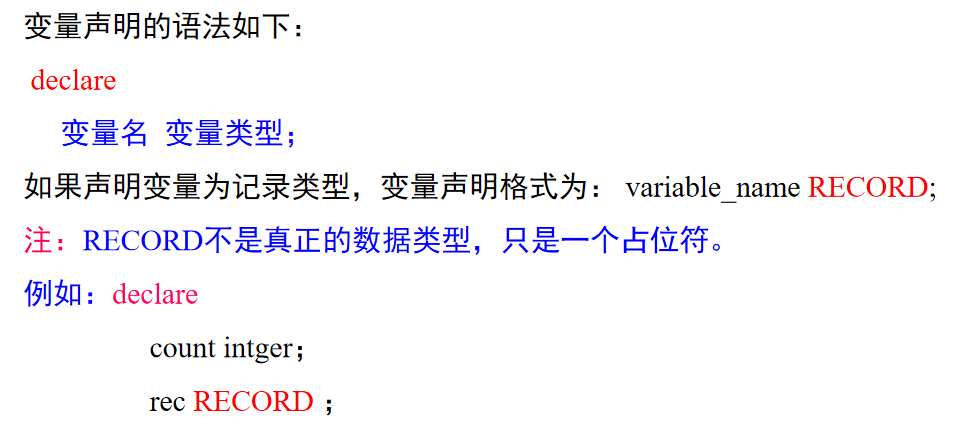 变量声明的语法如下：
declare
变量名 变量类型；
如果声明变量为记录类型，变量声明格式为： variable_name RECORD;
注：RECORD不是真正的数据类型，只是一个占位符。
例如：declare
count intger；
rec RECORD ；